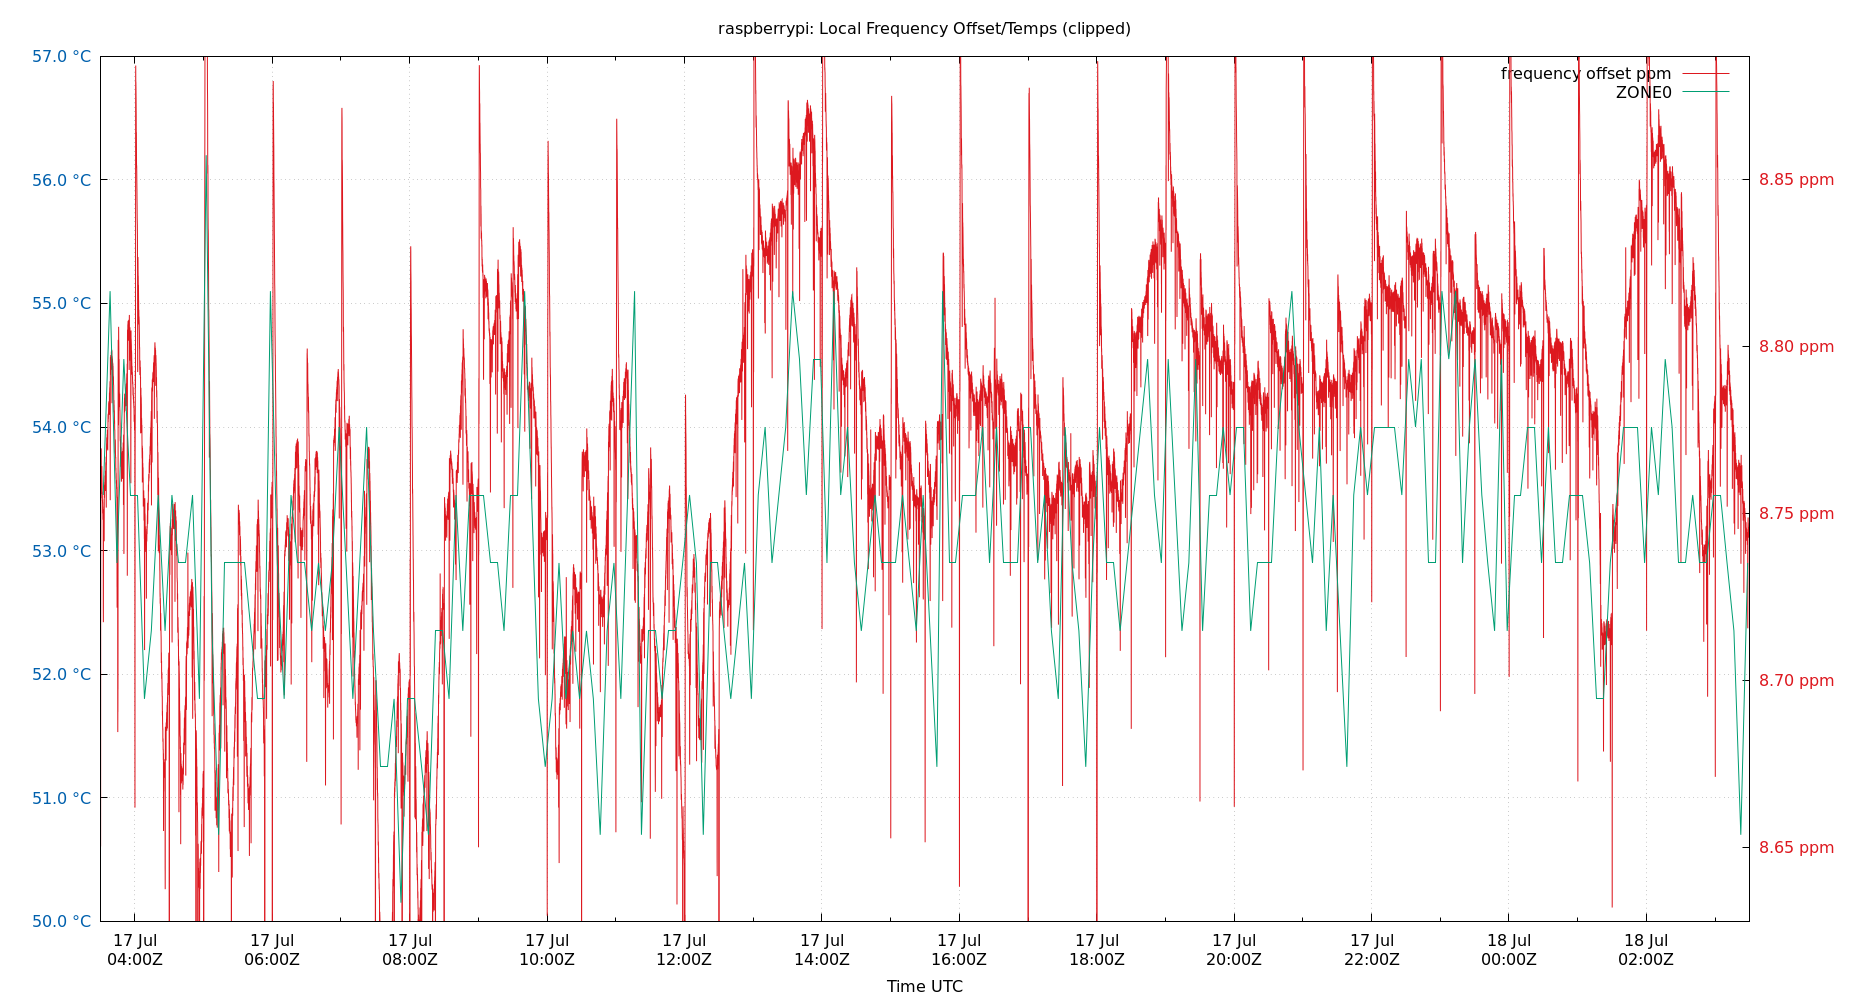 raspberrypi: Local Frequency Offset/Temps (clipped)
57.0 °C
56.0 °C
55.0 °C
54.0 °C
53.0 °C
52.0 °C
51.0 °C
50.0 °C
frequency offset ppm
ZONE0
8.85 ppm
8.80 ppm
8.75 ppm
8.70 ppm
8.65 ppm
17 Jul 17 Jul 17 Jul 17 Jul 17 Jul 17 Jul 17 Jul 17 Jul 17 Jul 17 Jul 18 Jul 18 Jul
04:00Z 06:00Z 08:00Z 10:00Z 12:00Z 14:00Z 16:00Z 18:00Z 20:00Z 22:00Z 00:00Z 02:00Z
Time UTC